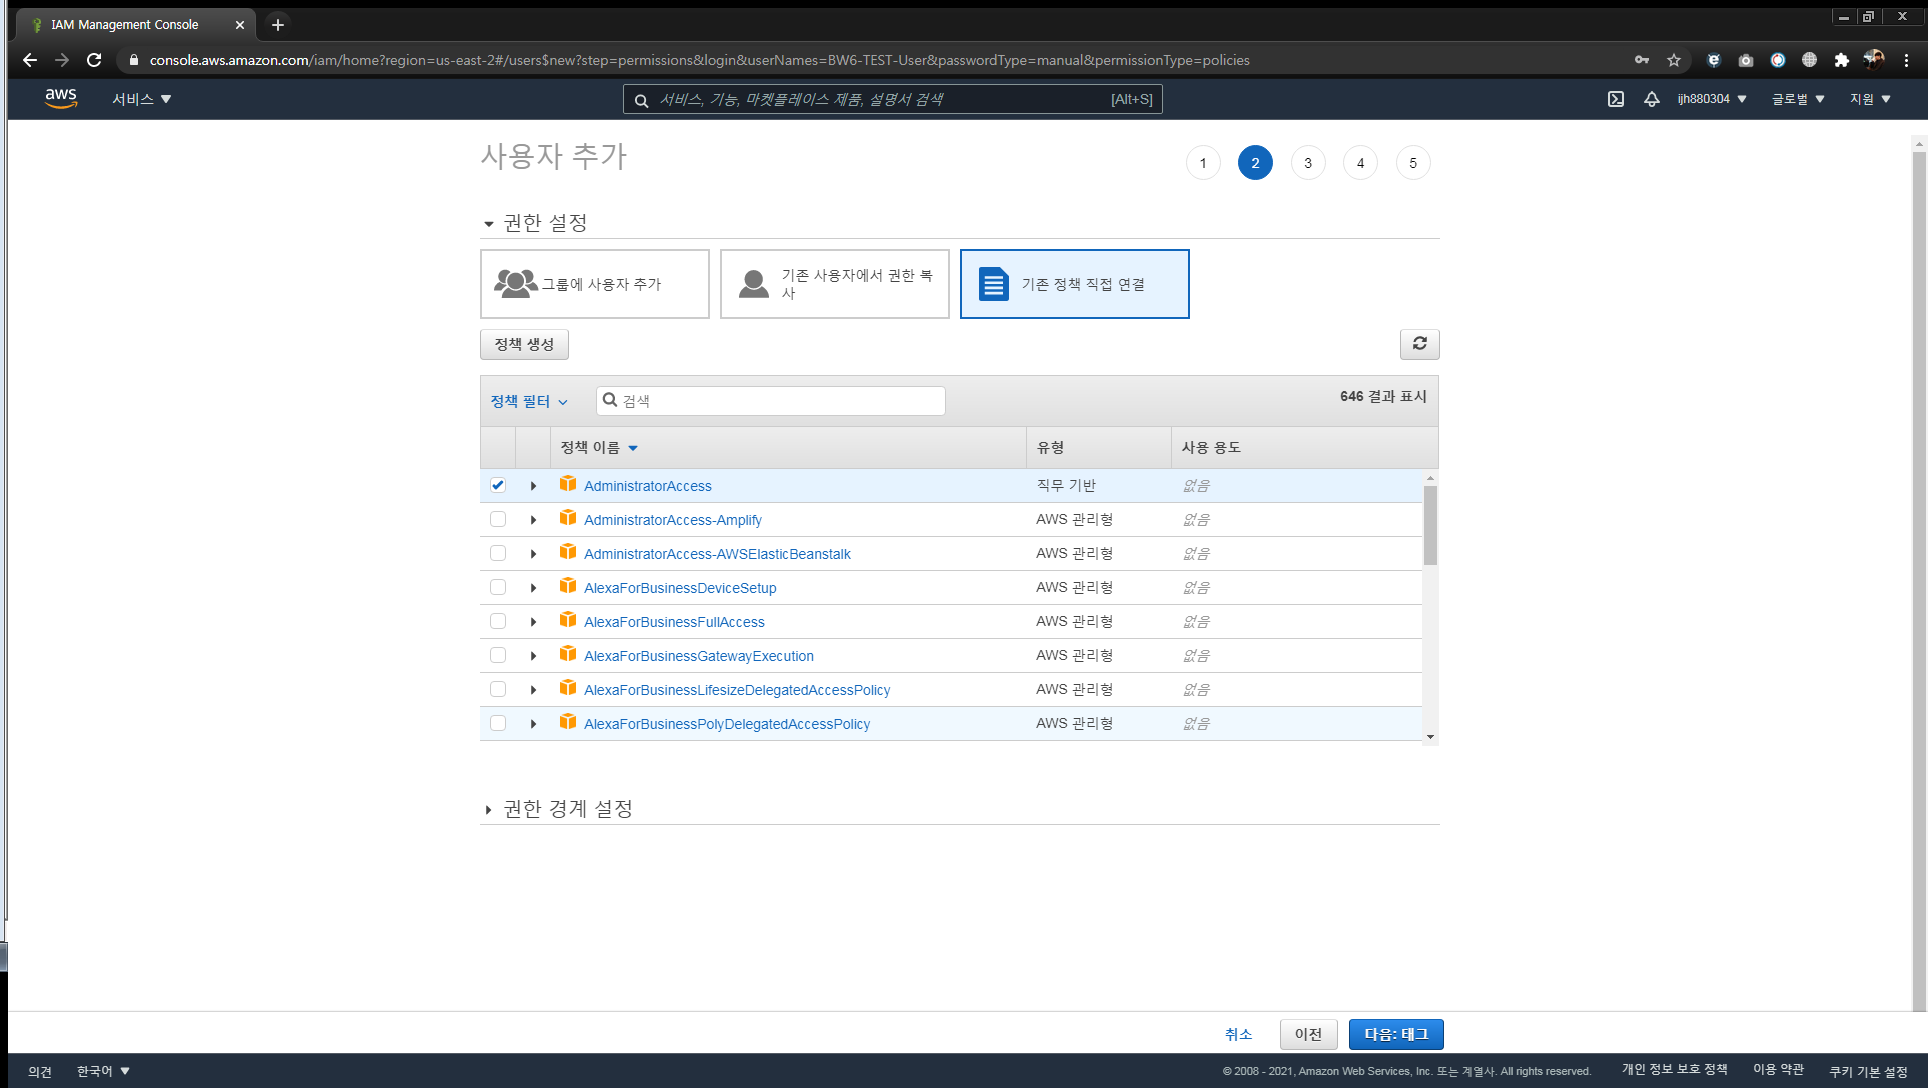 IAM Management Console
console.aws.amazon.com/iam/home?region=us-east-2#/users$new?step=permissions&login&userNames=BW6-TEST-User&passwordType=manual&permissionType=policies
aws 서비스 서비스, 기능, 마켓플레이스 제품, 설명서 검색 [Alt+S] ijh880304 글로벌 지원
사용자 추가 1 2 3 4 5
권한 설정
그룹에 사용자 추가
기존 사용자에서 권한 복
사
기존 정책 직접 연결
정책 생성
정책 필터 검색 646 결과 표시
정책 이름 유형 사용 용도
AdministratorAccess 직무 기반 없음
AdministratorAccess-Amplify AWS 관리형 없음
AdministratorAccess-AWSElasticBeanstalk AWS 관리형 없음
AlexaForBusinessDeviceSetup AWS 관리형 없음
AlexaForBusinessFullAccess AWS 관리형 없음
AlexaForBusinessGatewayExecution AWS 관리형 없음
AlexaForBusinessLifesizeDelegatedAccessPolicy AWS 관리형 없음
AlexaForBusinessPolyDelegatedAccessPolicy AWS 관리형 없음
권한 경계 설정
취소 이전 다음: 태그
의견 한국어 © 2008 - 2021, Amazon Web Services, Inc. 또는 계열사. All rights reserved. 개인 정보 보호 정책 이용 약관 쿠키 기본 설정